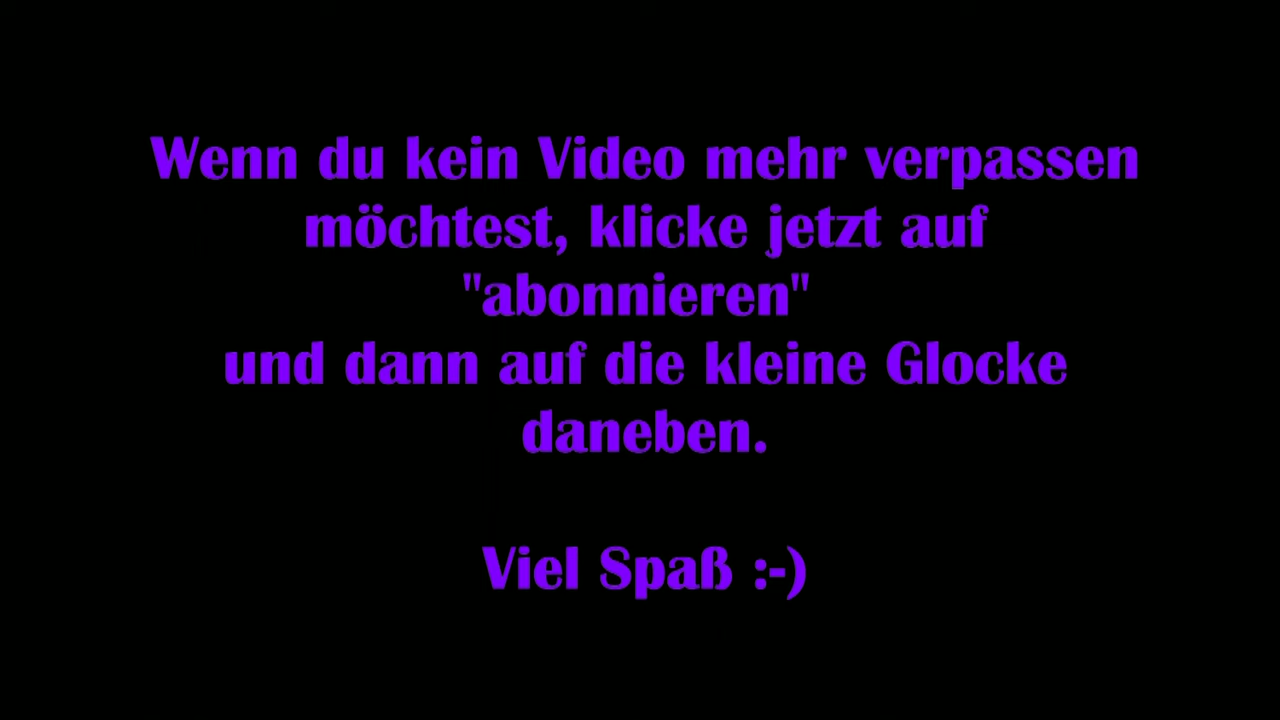 Wenn du kein Video mehr verpassen
möchtest, klicke jetzt auf
"abonnieren"
und dann auf die kleine Glocke
daneben.
Viel Spaß :-)